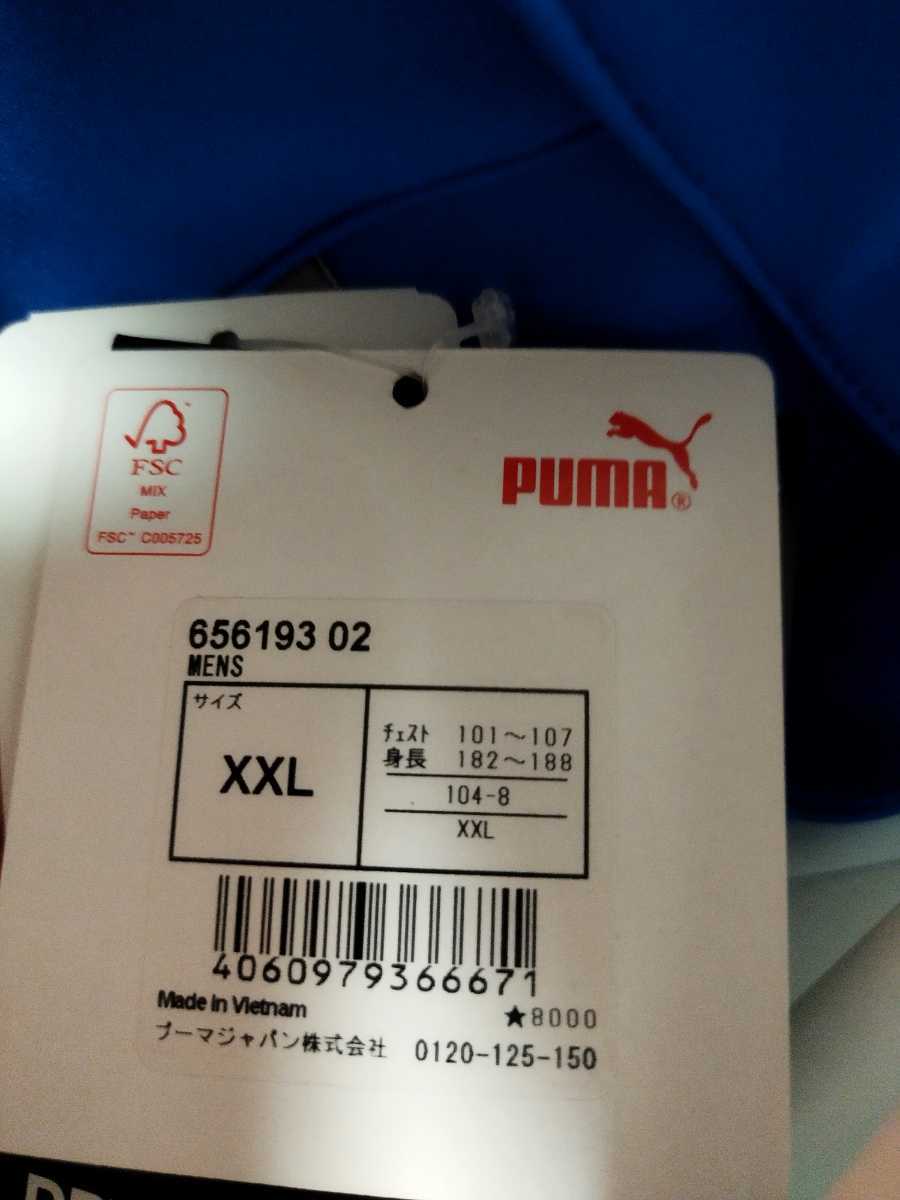 FSC
MIX
Paper
FSC™ C005725
PUMA®
656193 02
MENS
サイズ
XXL
チェスト 101〜107
身長 182〜188
104-8
XXL
4060979366671
Made in Vietnam
★8000
プーマジャパン株式会社 0120-125-150